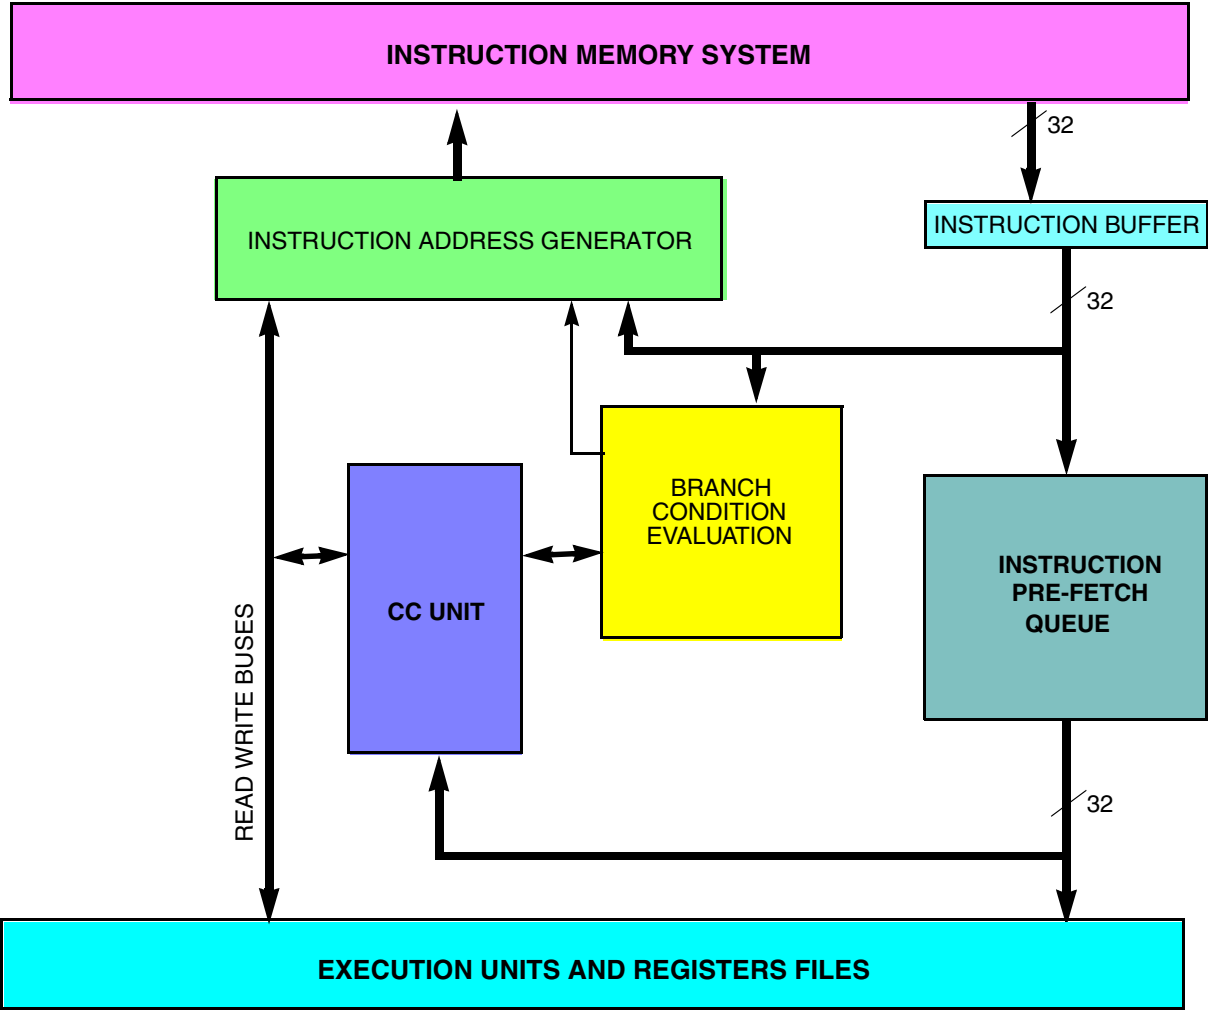 INSTRUCTION MEMORY SYSTEM
32
INSTRUCTION ADDRESS GENERATOR
INSTRUCTION BUFFER
32
BRANCH
CONDITION
EVALUATION
INSTRUCTION
PRE-FETCH
QUEUE
CC UNIT
READ WRITE BUSES
32
EXECUTION UNITS AND REGISTERS FILES